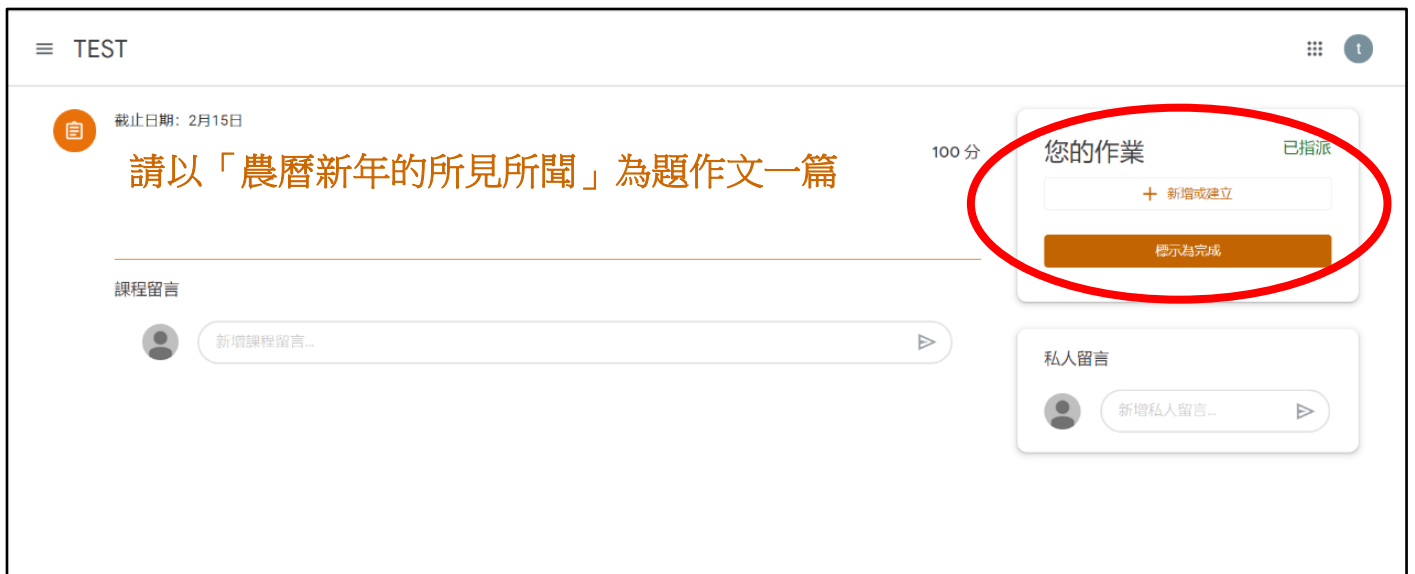 TEST
t
截止日期: 2月15日
請以「農曆新年的所見所聞」為題作文一篇
100 分
課程留言
新增課程留言...
您的作業
已指派
+ 新增或建立
標示為完成
私人留言
新增私人留言...